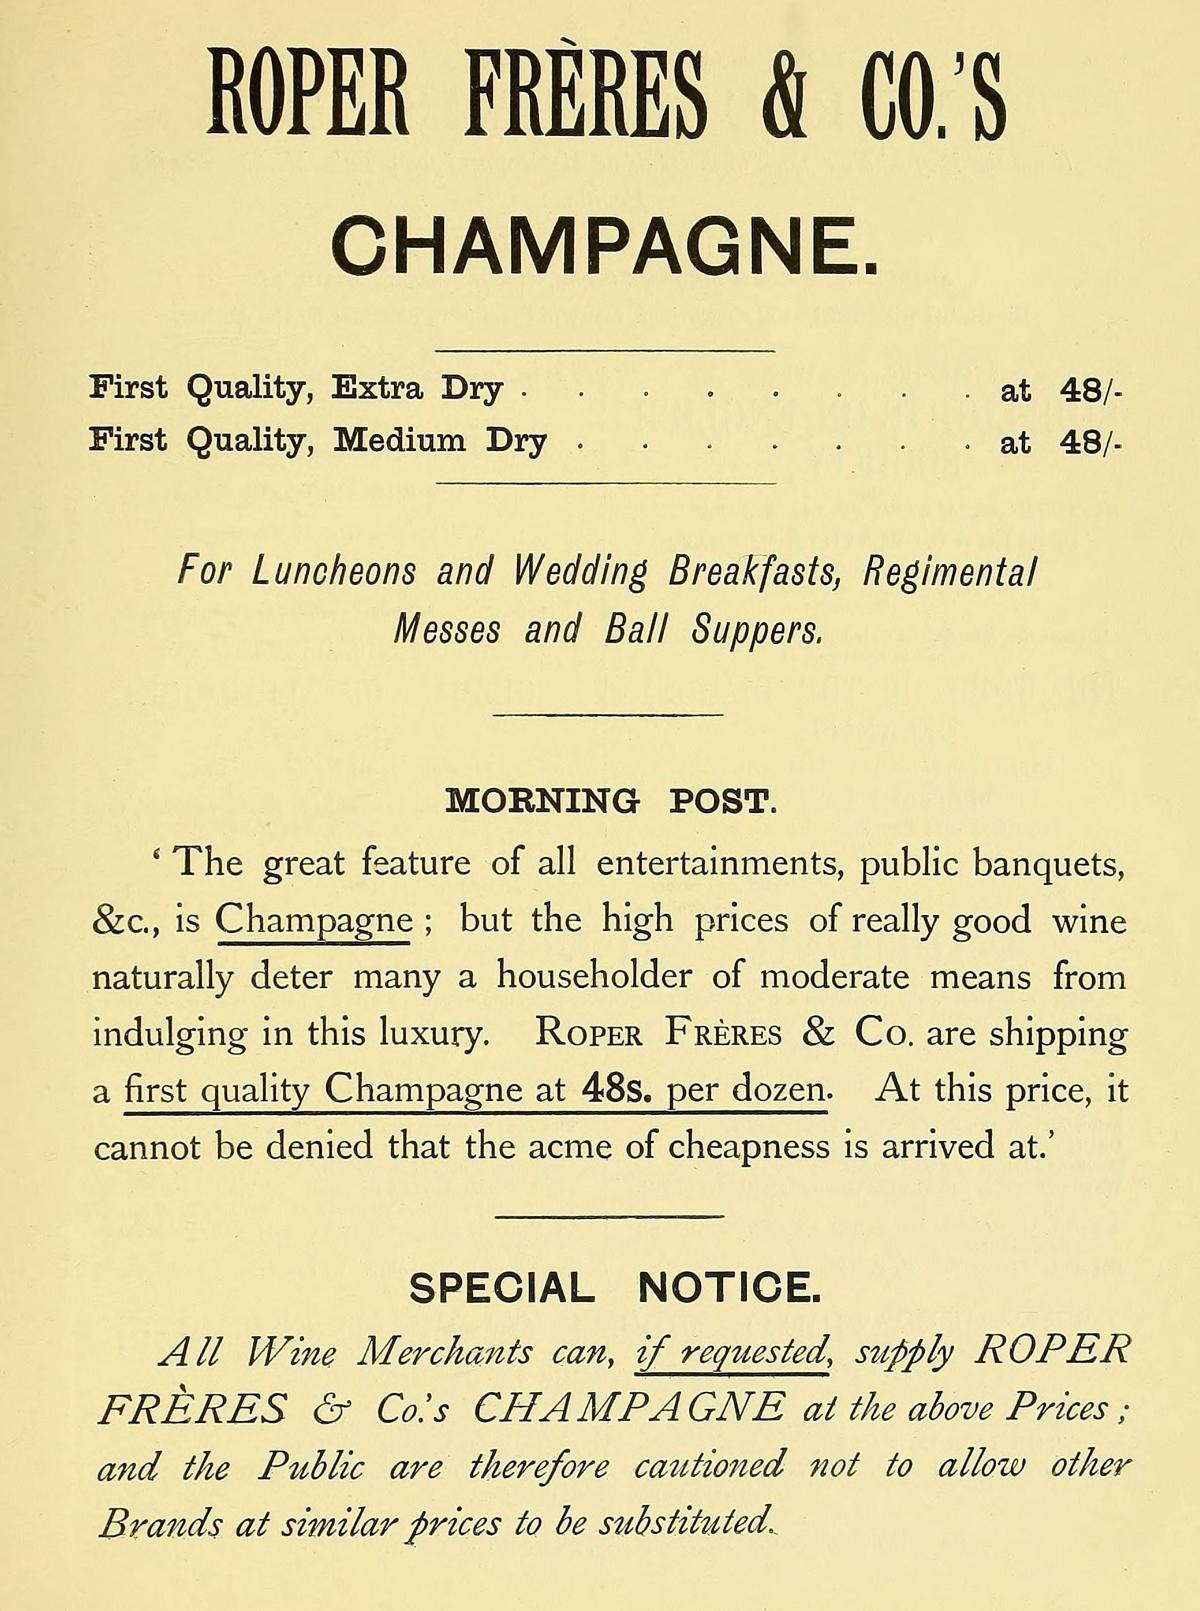 ROPER FRÈRES & CO.'S
CHAMPAGNE.
First Quality, Extra Dry . . . . . . . . at 48/-
First Quality, Medium Dry . . . . . . . at 48/-
For Luncheons and Wedding Breakfasts, Regimental
Messes and Ball Suppers.
MORNING POST.
‘ The great feature of all entertainments, public banquets,
&c., is Champagne ; but the high prices of really good wine
naturally deter many a householder of moderate means from
indulging in this luxury. ROPER FRÈRES & Co. are shipping
a first quality Champagne at 48s. per dozen. At this price, it
cannot be denied that the acme of cheapness is arrived at.’
SPECIAL NOTICE.
All Wine Merchants can, if requested, supply ROPER
FRÈRES & Co.'s CHAMPAGNE at the above Prices ;
and the Public are therefore cautioned not to allow other
Brands at similar prices to be substituted.